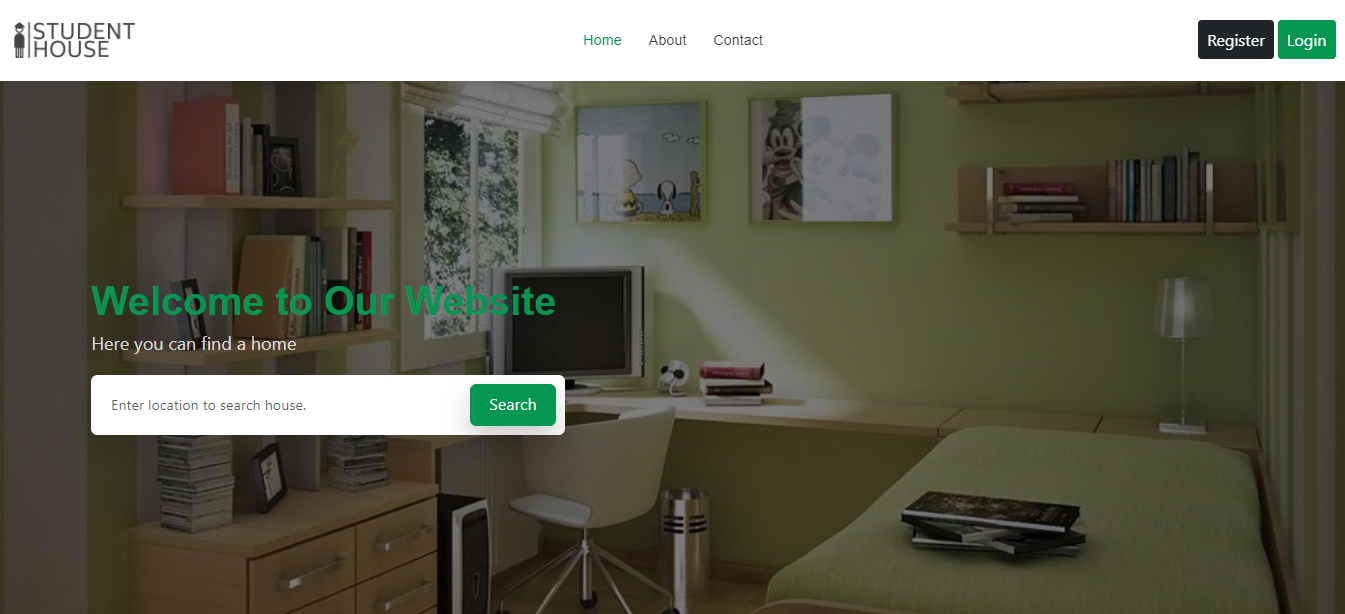 STUDENT
HOUSE
Home About Contact
Register Login
Welcome to Our Website
Here you can find a home
Enter location to search house.
Search